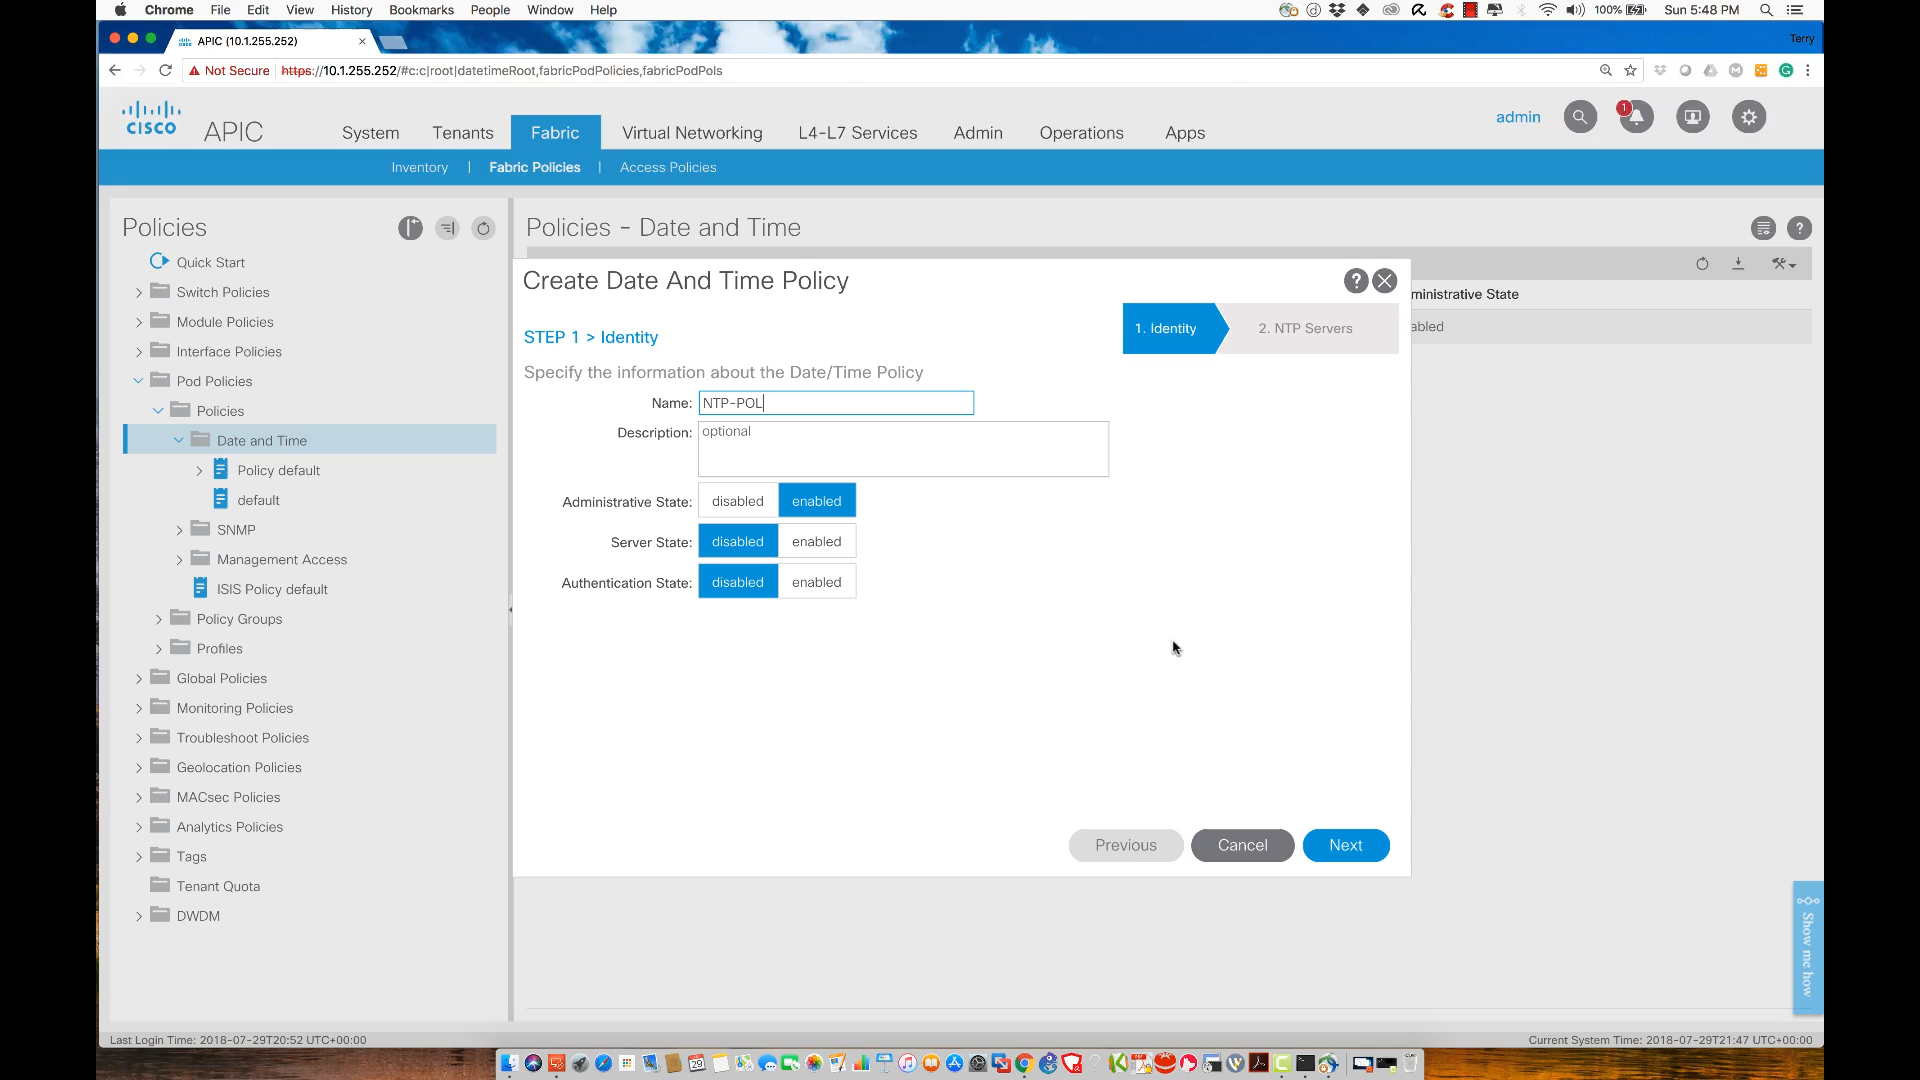 Chrome File Edit View History Bookmarks People Window Help 100% Sun 5:48 PM
APIC (10.1.255.252) Terry
Not Secure https://10.1.255.252/#c:c|root|datetimeRoot,fabricPodPolicies,fabricPodPols
cisco APIC System Tenants Fabric Virtual Networking L4-L7 Services Admin Operations Apps admin 1
Inventory | Fabric Policies | Access Policies
Policies
Quick Start
Switch Policies
Module Policies
Interface Policies
Pod Policies
Policies
Date and Time
Policy default
default
SNMP
Management Access
ISIS Policy default
Policy Groups
Profiles
Global Policies
Monitoring Policies
Troubleshoot Policies
Geolocation Policies
MACsec Policies
Analytics Policies
Tags
Tenant Quota
DWDM
Policies - Date and Time
ministrative State
abled
Create Date And Time Policy
STEP 1 > Identity
1. Identity 2. NTP Servers
Specify the information about the Date/Time Policy
Name: NTP-POL
Description: optional
Administrative State: disabled enabled
Server State: disabled enabled
Authentication State: disabled enabled
Previous Cancel Next
Show me how
Last Login Time: 2018-07-29T20:52 UTC+00:00
Current System Time: 2018-07-29T21:47 UTC+00:00